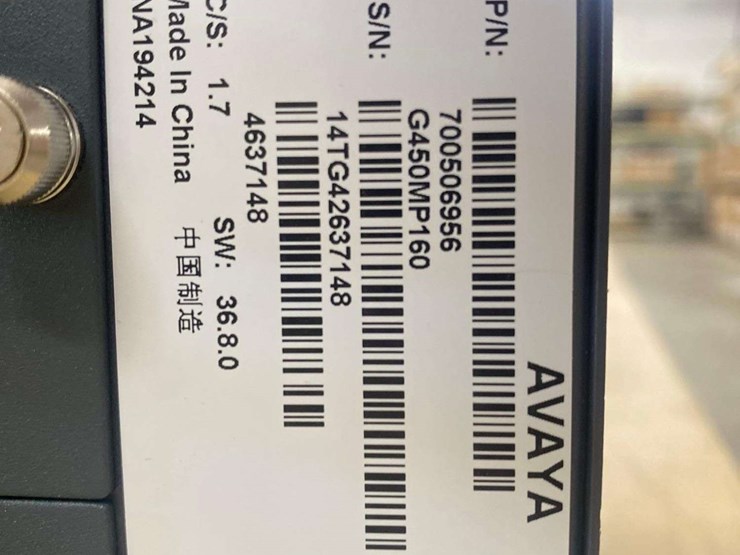 AVAYA
P/N:
700506956
G450MP160
S/N:
14TG42637148
4637148
C/S: 1.7 SW: 36.8.0
Made In China 中国制造
NA194214